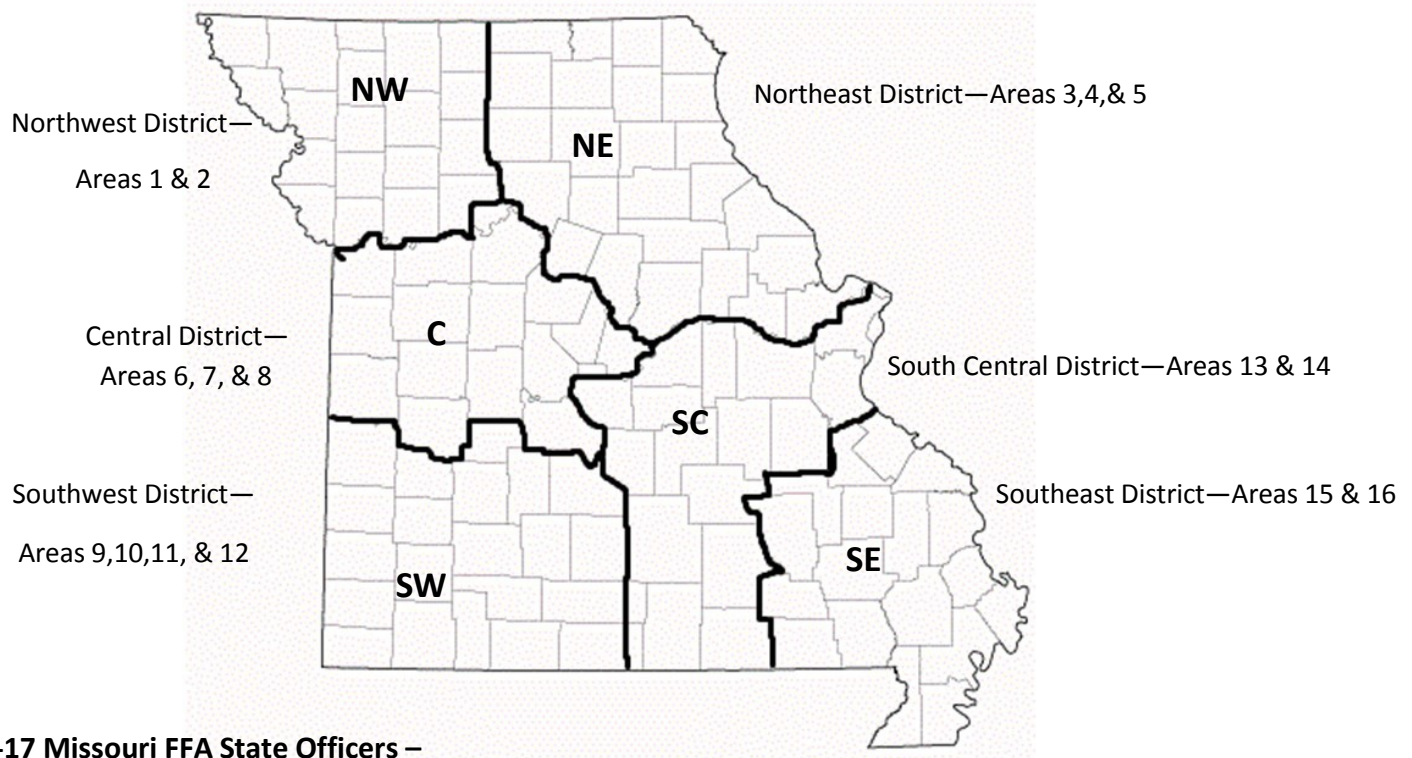 NW
Northeast District—Areas 3,4,& 5
Northwest District—
Areas 1 & 2
NE
Central District—
Areas 6, 7, & 8
C
South Central District—Areas 13 & 14
SC
Southwest District—
Areas 9,10,11, & 12
Southeast District—Areas 15 & 16
SE
SW
-17 Missouri FFA State Officers –